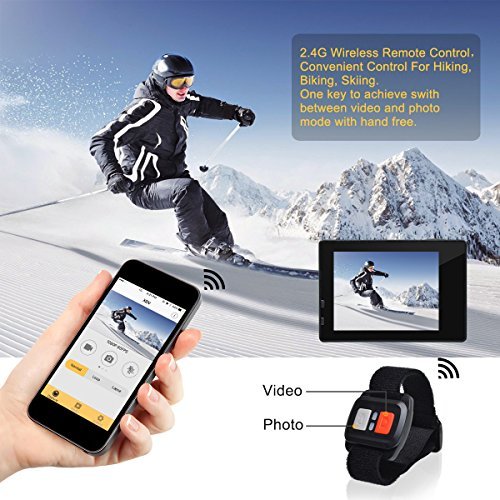 2.4G Wireless Remote Control,
Convenient Control For Hiking,
Biking, Skiing.
One key to achieve swith
between video and photo
mode with hand free.
Video
Photo